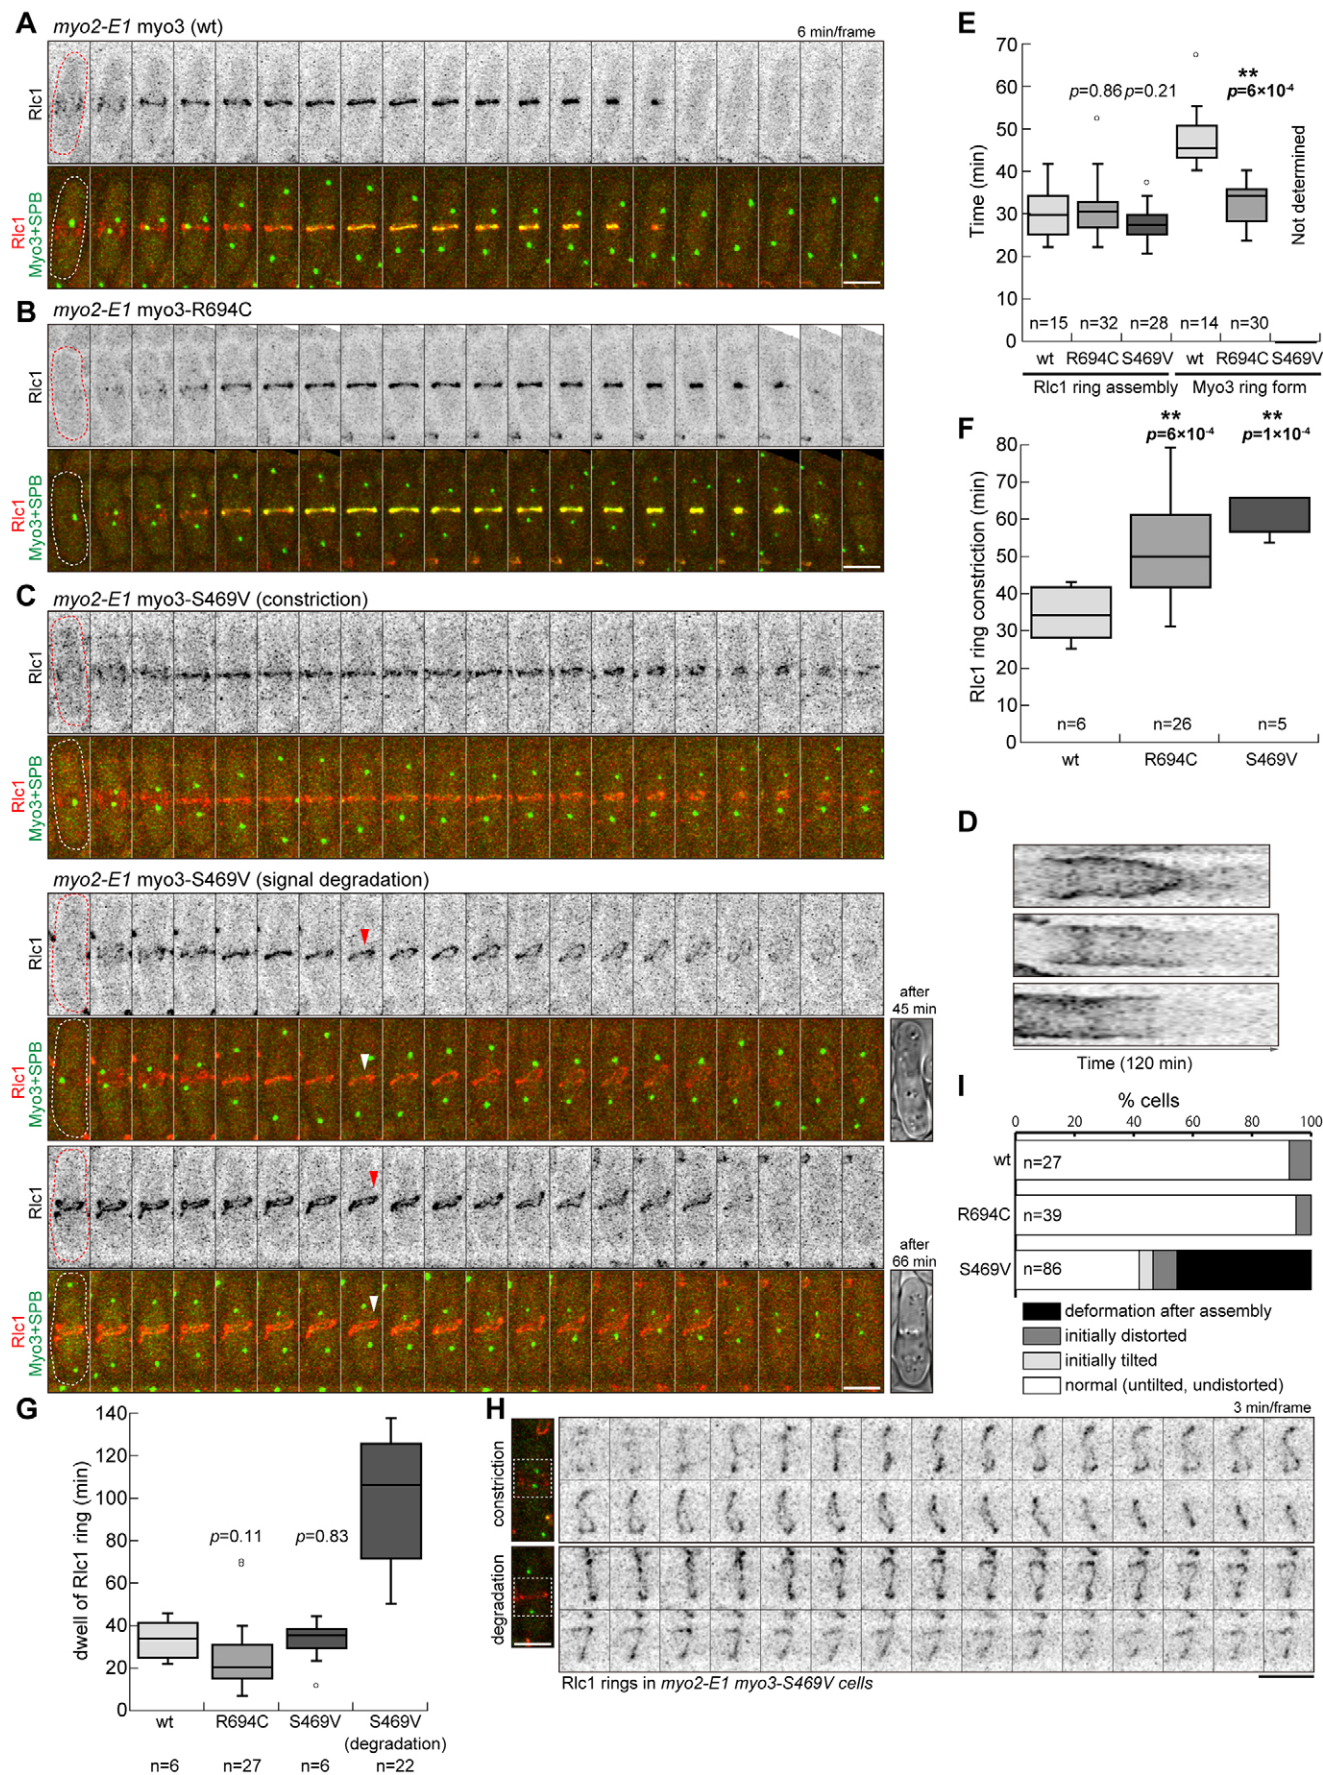 A
myo2-E1 myo3 (wt)
6 min/frame
Rlc1
Rlc1
Myo3+SPB
B
myo2-E1 myo3-R694C
Rlc1
Rlc1
Myo3+SPB
C
myo2-E1 myo3-S469V (constriction)
Rlc1
Rlc1
Myo3+SPB
myo2-E1 myo3-S469V (signal degradation)
Rlc1
after
45 min
Rlc1
Myo3+SPB
Rlc1
after
66 min
Rlc1
Myo3+SPB
E
Time (min)
70
60
50
40
30
20
10
0
p=0.86
p=0.21
**
p=6×10-4
Not determined
n=15
n=32
n=28
n=14
n=30
wt
R694C
S469V
wt
R694C
S469V
Rlc1 ring assembly
Myo3 ring form
F
Rlc1 ring constriction (min)
80
70
60
50
40
30
20
10
0
**
p=6×10-4
**
p=1×10-4
n=6
n=26
n=5
wt
R694C
S469V
D
Time (120 min)
I
% cells
0
20
40
60
80
100
wt
n=27
R694C
n=39
S469V
n=86
deformation after assembly
initially distorted
initially tilted
normal (untilted, undistorted)
G
dwell of Rlc1 ring (min)
140
120
100
80
60
40
20
0
p=0.11
p=0.83
wt
R694C
S469V
S469V
(degradation)
n=6
n=27
n=6
n=22
H
3 min/frame
constriction
degradation
Rlc1 rings in myo2-E1 myo3-S469V cells